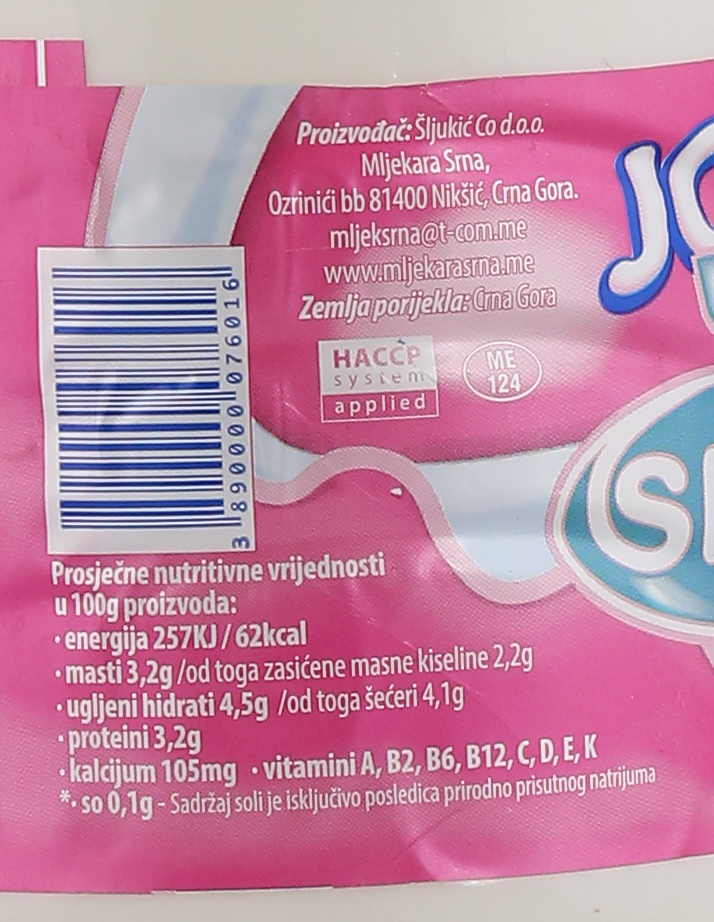 Proizvođač: Šljukić Co d.o.o.
Mljekara Srna,
Ozrinići bb 81400 Nikšić, Crna Gora.
mljeksrna@t-com.me
www.mljekarasrna.me
Zemlja porijekla: Crna Gora
HACCP
system
applied
ME
124
3 890000 076016
Prosječne nutritivne vrijednosti
u 100g proizvoda:
• energija 257KJ / 62kcal
• masti 3,2g /od toga zasićene masne kiseline 2,2g
• ugljeni hidrati 4,5g /od toga šećeri 4,1g
• proteini 3,2g
• kalcijum 105mg • vitamini A, B2, B6, B12, C, D, E, K
*• so 0,1g - Sadržaj soli je isključivo posledica prirodno prisutnog natrijuma